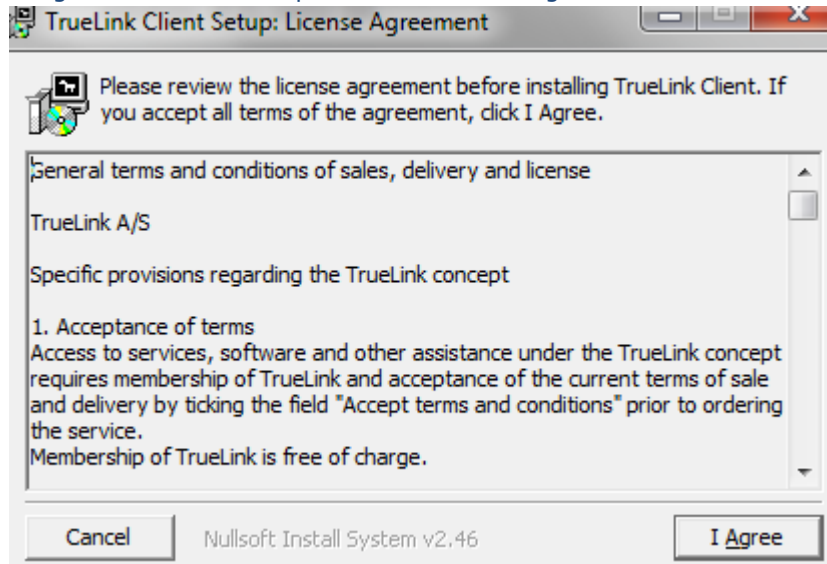 TrueLink Client Setup: License Agreement
Please review the license agreement before installing TrueLink Client. If
you accept all terms of the agreement, click I Agree.
General terms and conditions of sales, delivery and license
TrueLink A/S
Specific provisions regarding the TrueLink concept
1. Acceptance of terms
Access to services, software and other assistance under the TrueLink concept
requires membership of TrueLink and acceptance of the current terms of sale
and delivery by ticking the field "Accept terms and conditions" prior to ordering
the service.
Membership of TrueLink is free of charge.
Cancel
Nullsoft Install System v2.46
I Agree